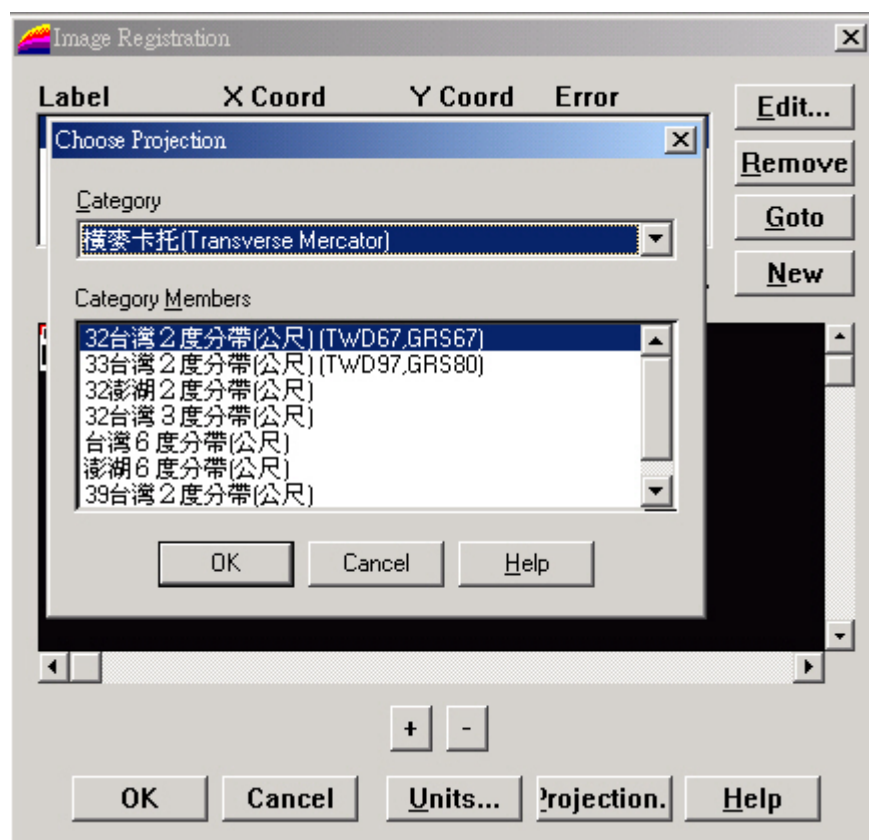 Image Registration
Label X Coord Y Coord Error
Edit...
Choose Projection
Remove
Category
Goto
橫麥卡托(Transverse Mercator)
New
Category Members
32台灣２度分帶(公尺) (TWD67,GRS67)
33台灣２度分帶(公尺) (TWD97,GRS80)
32澎湖２度分帶(公尺)
32台灣３度分帶(公尺)
台灣６度分帶(公尺)
澎湖６度分帶(公尺)
39台灣２度分帶(公尺)
OK Cancel Help
+ -
OK Cancel Units... Projection. Help